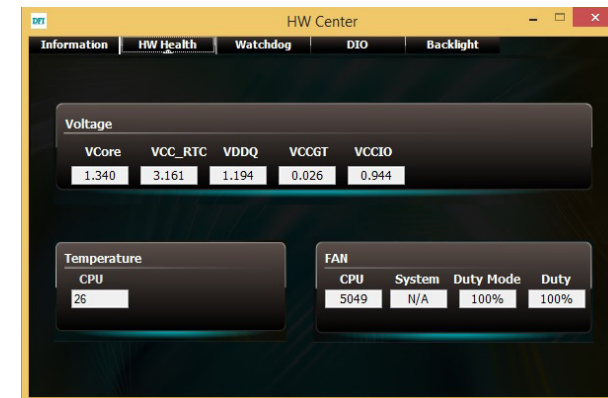 DFI HW Center
Information HW Health Watchdog DIO Backlight
Voltage
VCore VCC_RTC VDDQ VCCGT VCCIO
1.340 3.161 1.194 0.026 0.944
Temperature
CPU
26
FAN
CPU System Duty Mode Duty
5049 N/A 100% 100%